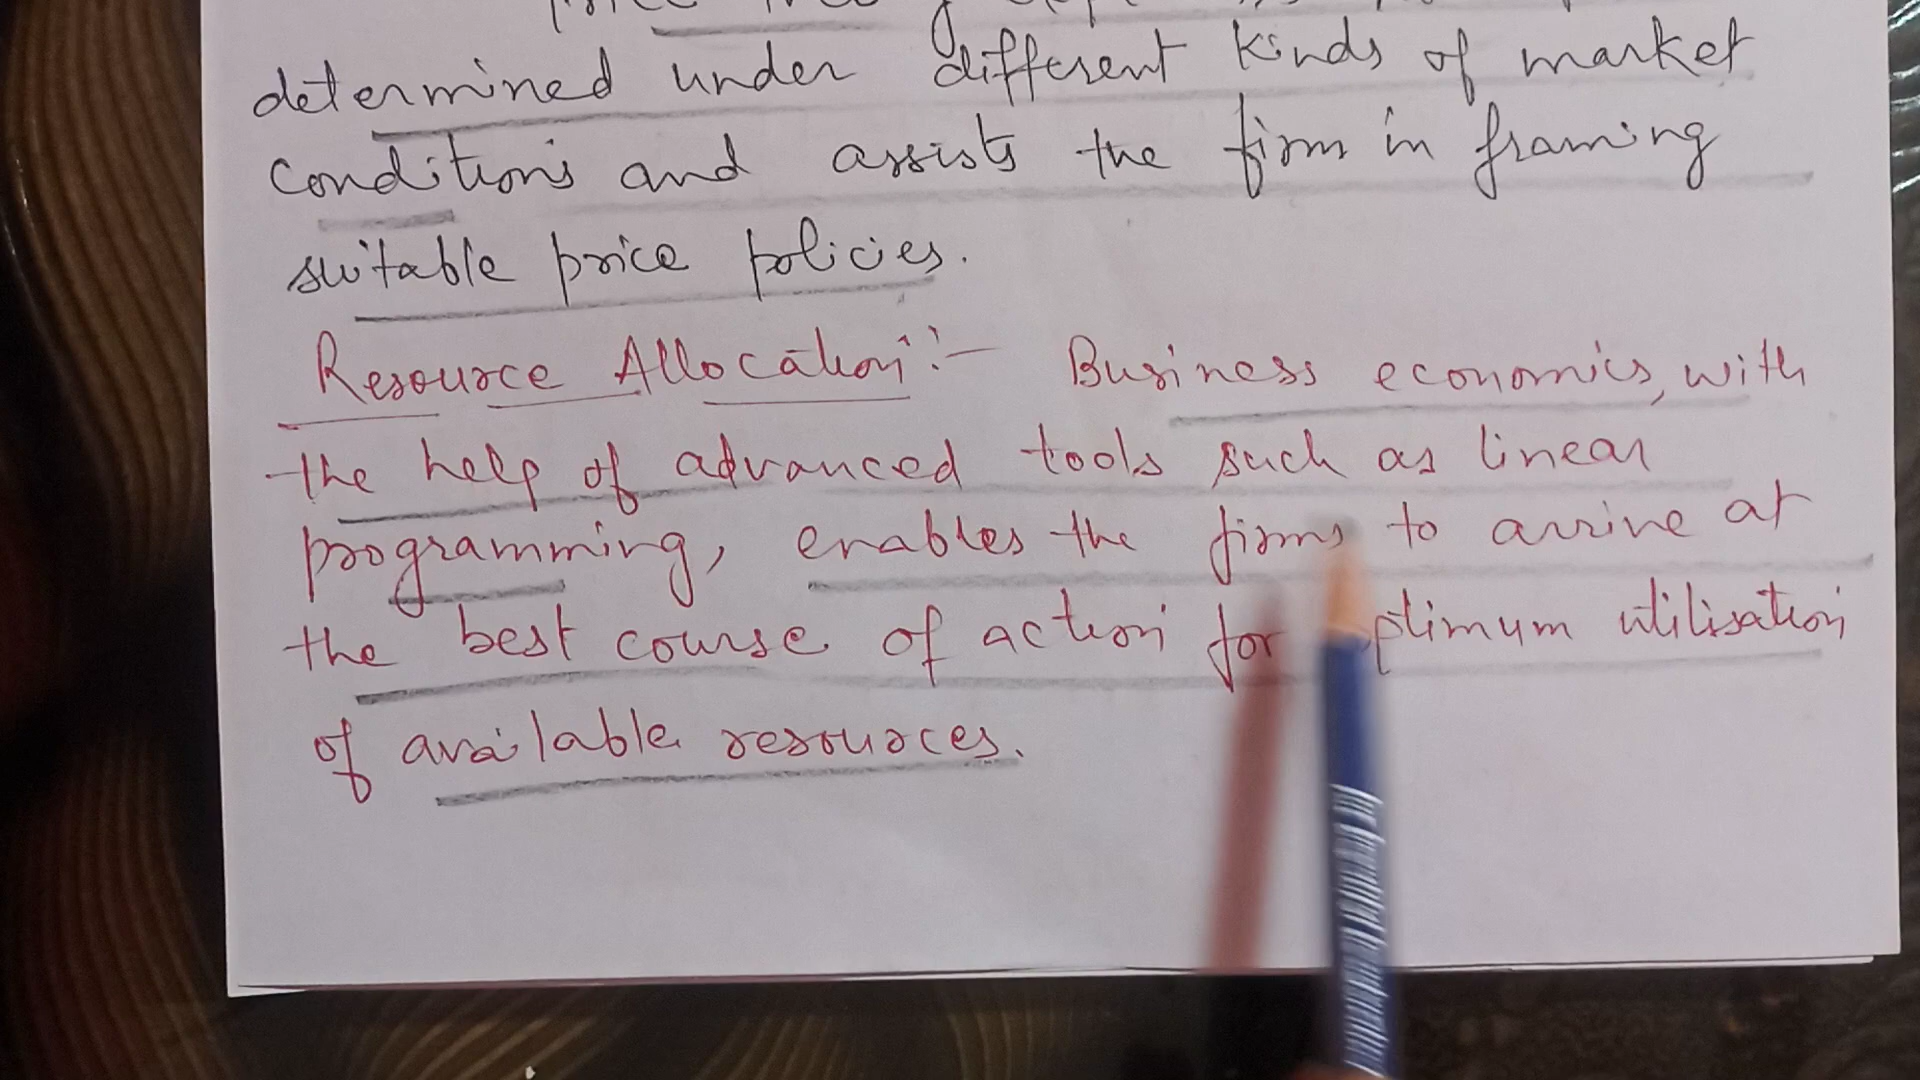 determined under different kinds of market
conditions and assists the firm in framing
suitable price policies.
Resource Allocation:- Business economics, with
the help of advanced tools such as linear
programming, enables the firms to arrive at
the best course of action for optimum utilisation
of available resources.